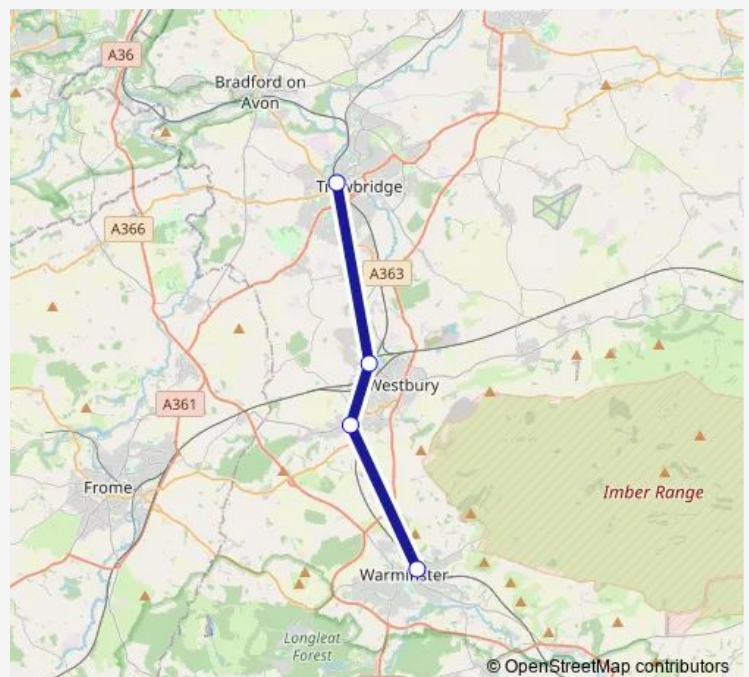 A36
Bradford on
Avon
Trowbridge
A366
A363
Westbury
A361
Frome
Imber Range
Warminster
Longleat
Forest
© OpenStreetMap contributors